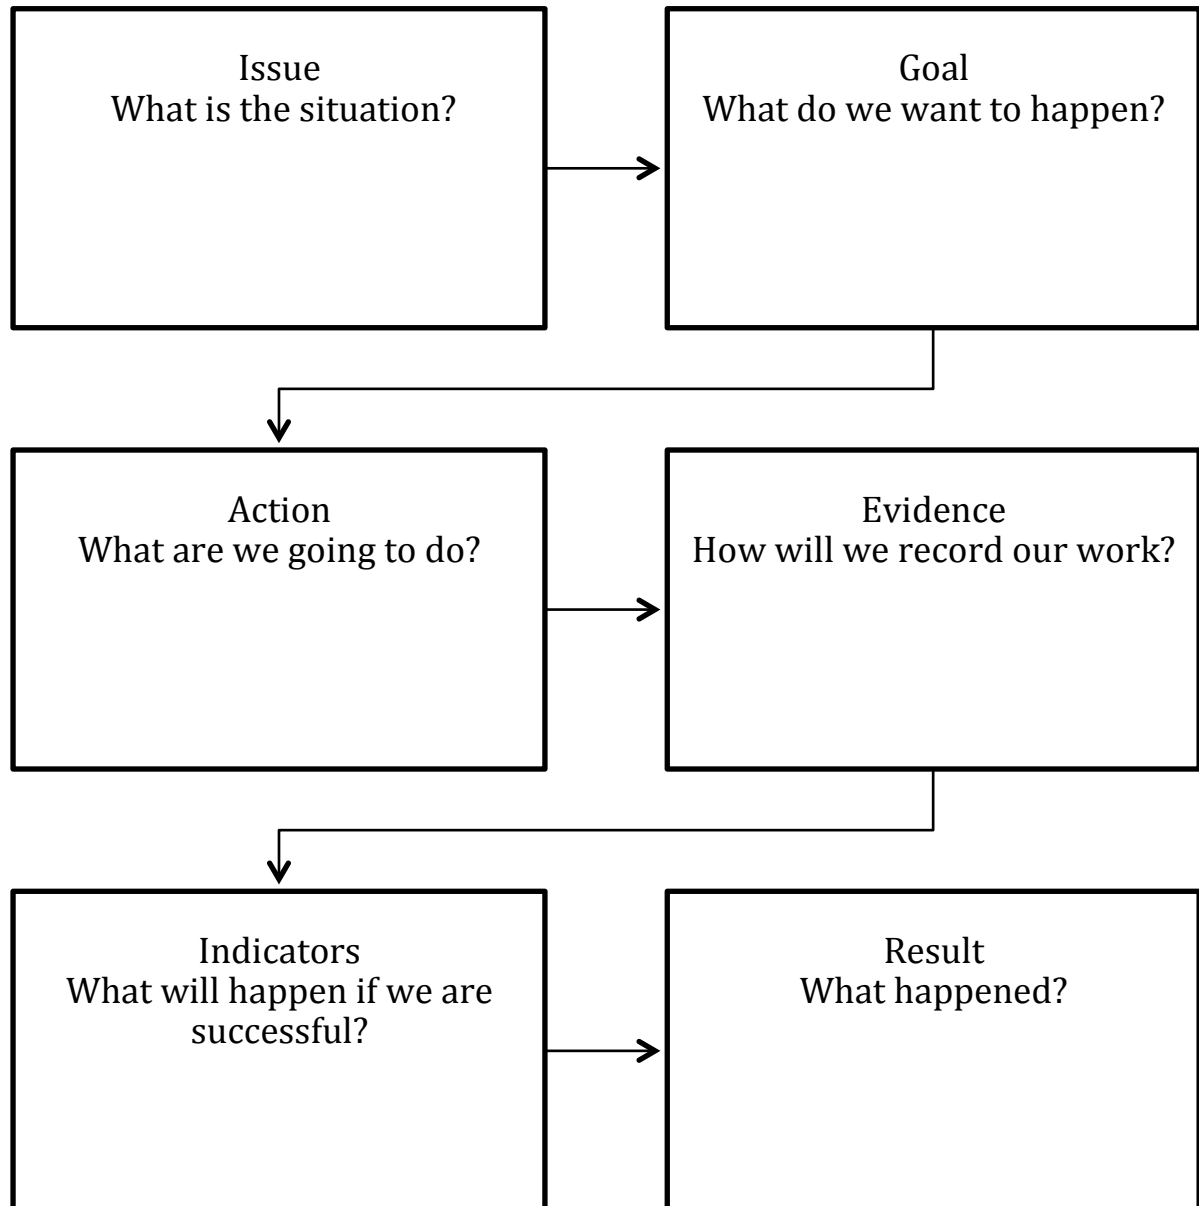 Issue
What is the situation?
Goal
What do we want to happen?
Action
What are we going to do?
Evidence
How will we record our work?
Indicators
What will happen if we are
successful?
Result
What happened?